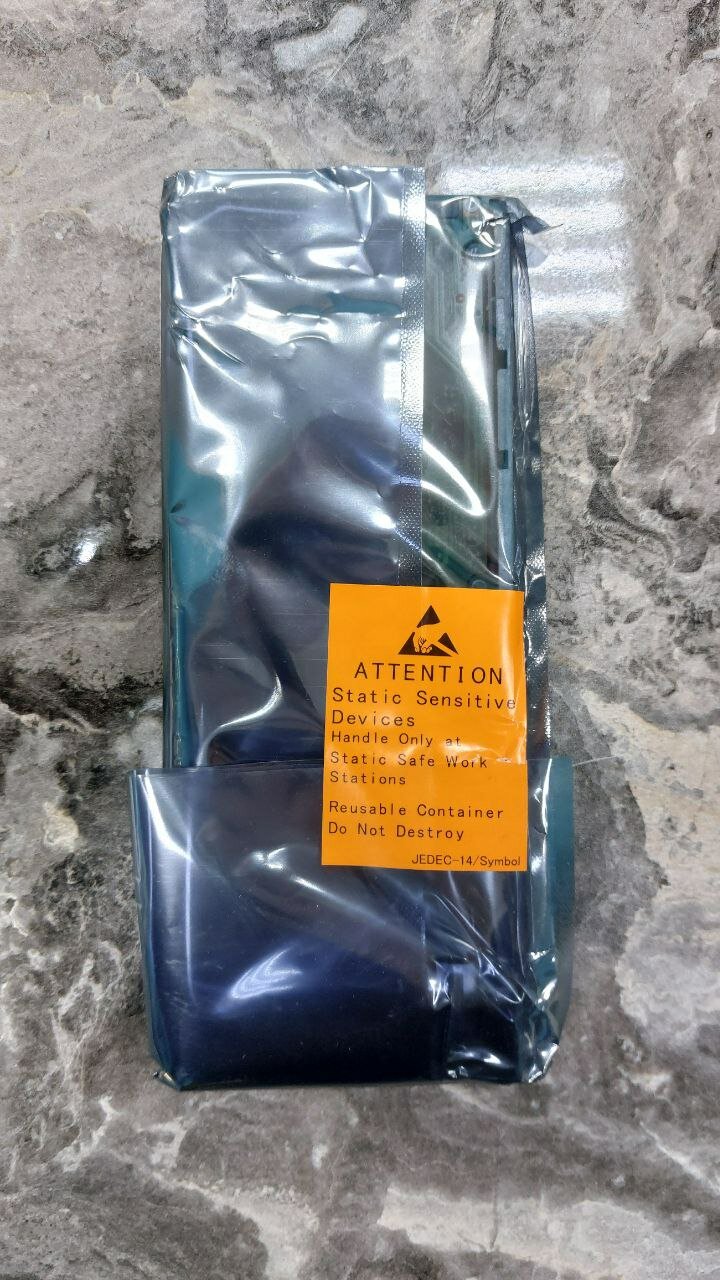 ATTENTION
Static Sensitive
Devices
Handle Only at
Static Safe Work
Stations
Reusable Container
Do Not Destroy
JEDEC-14/Symbol